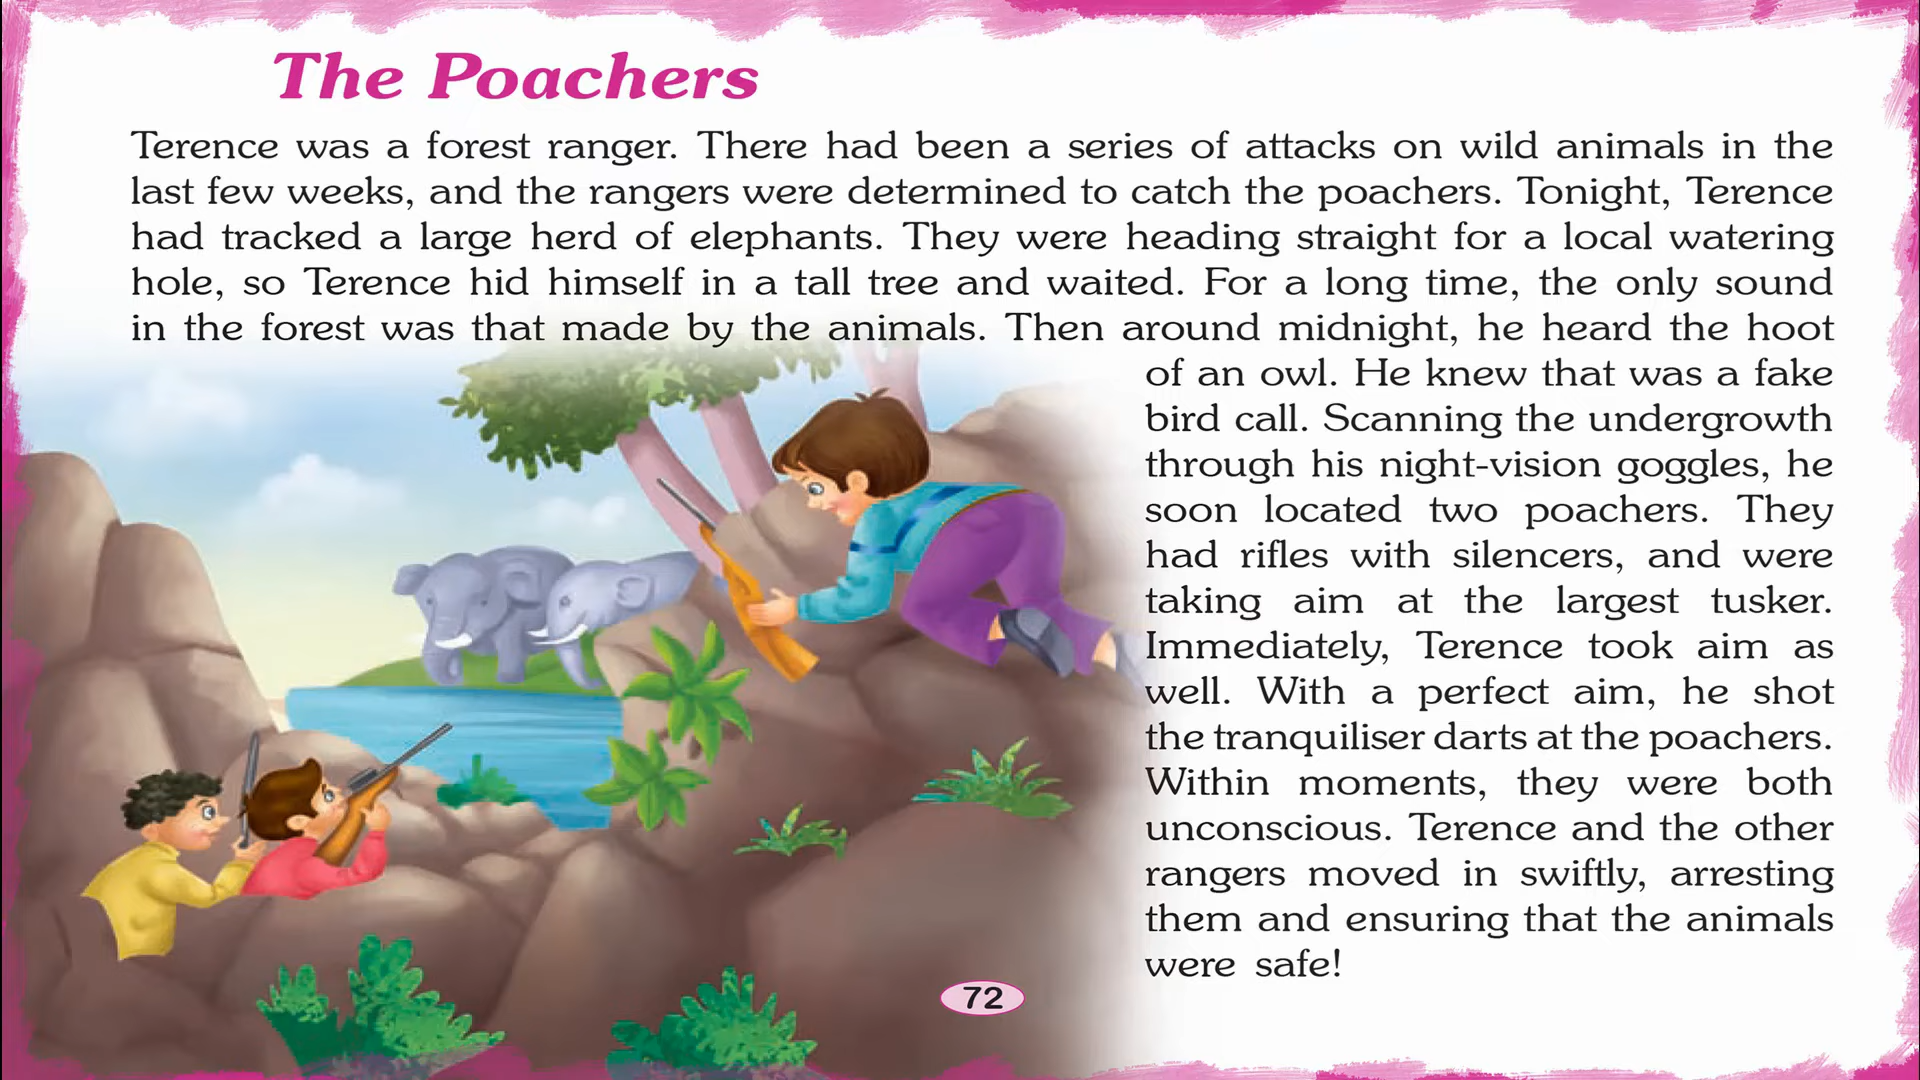 The Poachers
Terence was a forest ranger. There had been a series of attacks on wild animals in the
last few weeks, and the rangers were determined to catch the poachers. Tonight, Terence
had tracked a large herd of elephants. They were heading straight for a local watering
hole, so Terence hid himself in a tall tree and waited. For a long time, the only sound
in the forest was that made by the animals. Then around midnight, he heard the hoot
of an owl. He knew that was a fake
bird call. Scanning the undergrowth
through his night-vision goggles, he
soon located two poachers. They
had rifles with silencers, and were
taking aim at the largest tusker.
Immediately, Terence took aim as
well. With a perfect aim, he shot
the tranquiliser darts at the poachers.
Within moments, they were both
unconscious. Terence and the other
rangers moved in swiftly, arresting
them and ensuring that the animals
were safe!
72